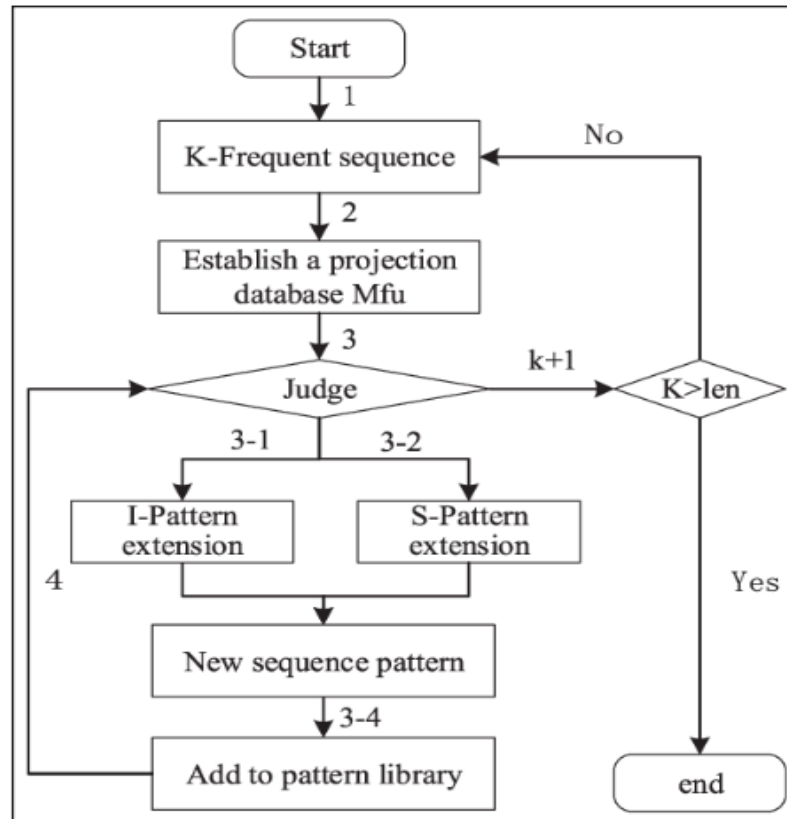 Start
1
No
K-Frequent sequence
2
Establish a projection
database Mfu
3
k+1
Judge
K>len
3-1
3-2
I-Pattern
extension
S-Pattern
extension
4
Yes
New sequence pattern
3-4
Add to pattern library
end